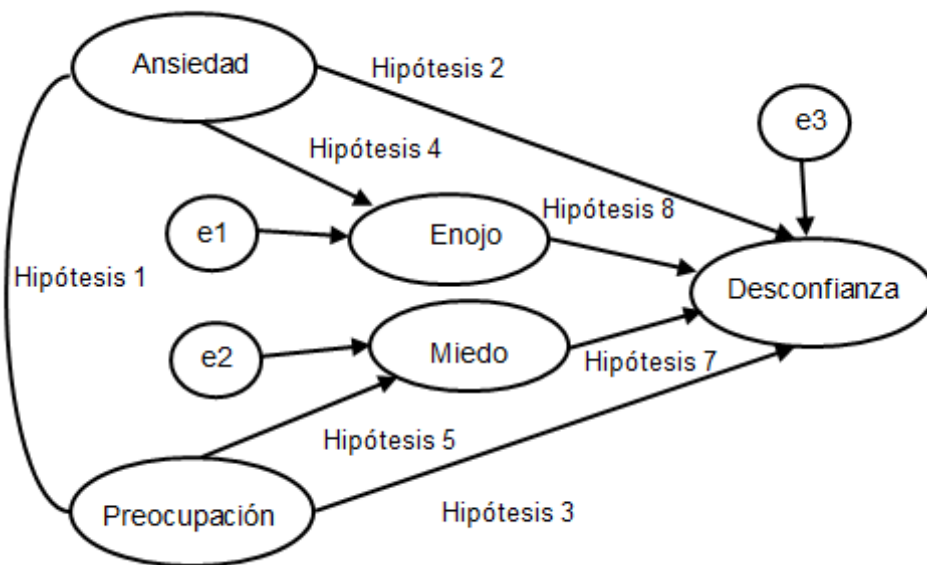 Ansiedad
Hipótesis 2
e3
Hipótesis 4
Hipótesis 8
e1
Enojo
Hipótesis 1
Desconfianza
e2
Miedo
Hipótesis 7
Hipótesis 5
Preocupación
Hipótesis 3